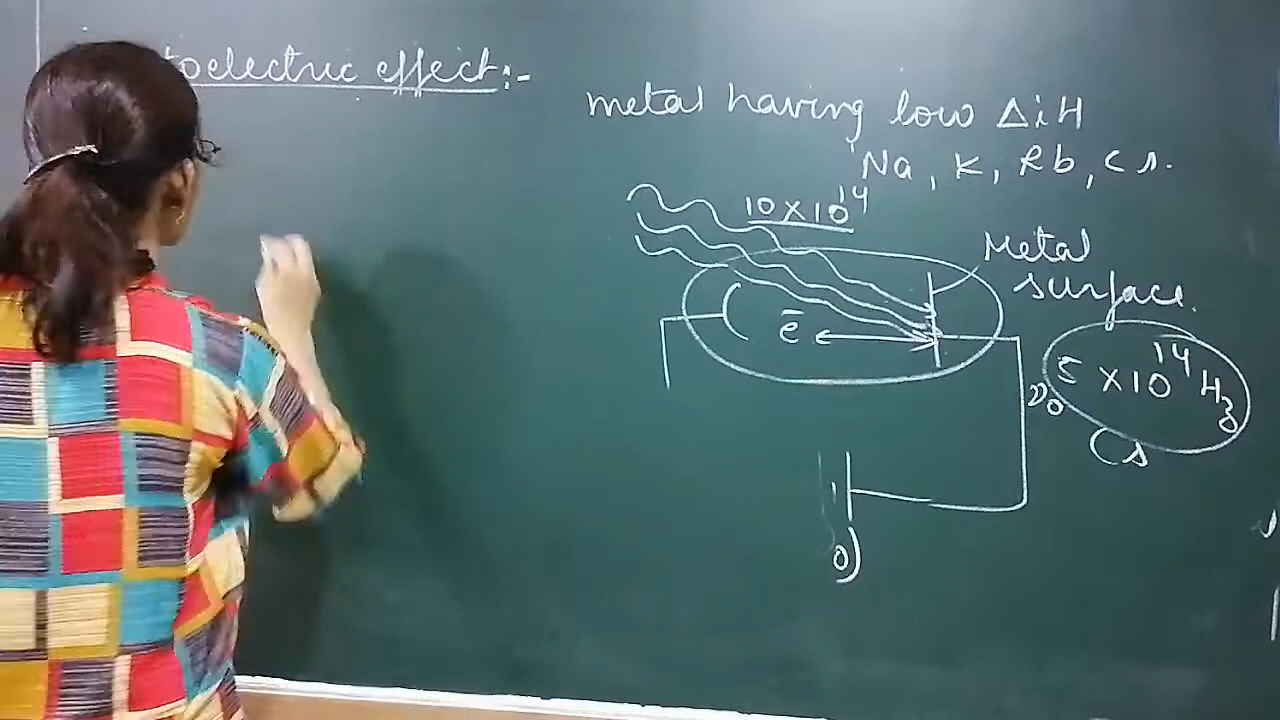 toelectric effect:-
metal having low ΔiH
Na, K, Rb, Cs.
10×10¹⁴
Metal
surface.
ē
ν₀ 5×10¹⁴ Hz
Cs